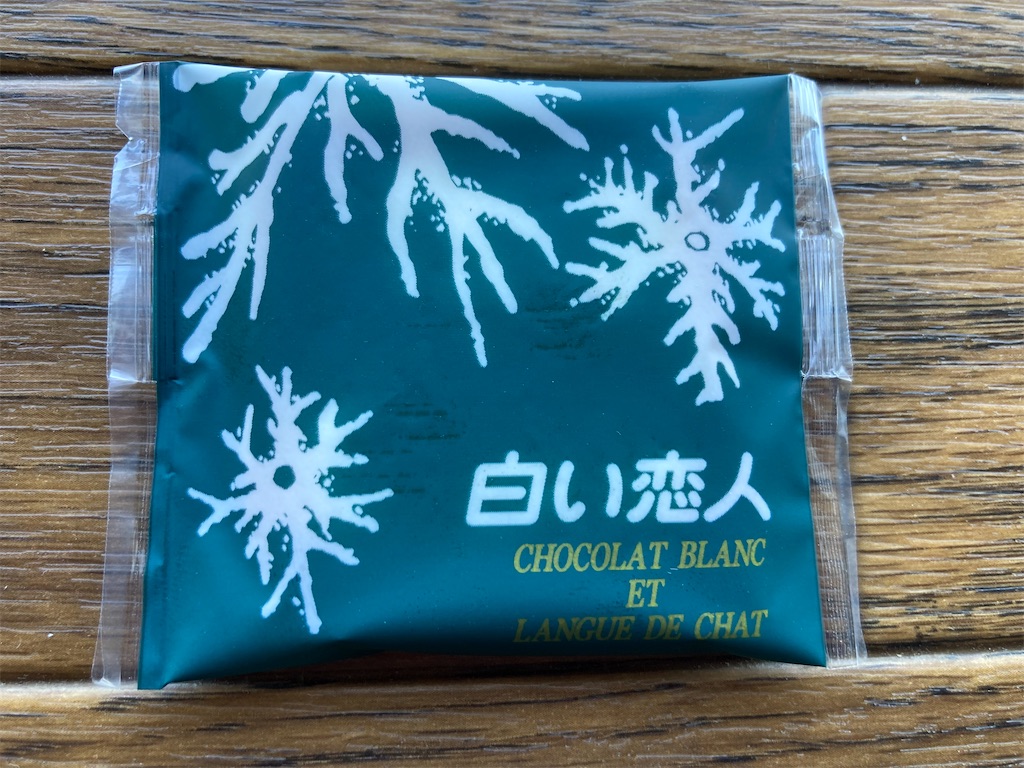 白い恋人
CHOCOLAT BLANC
ET
LANGUE DE CHAT